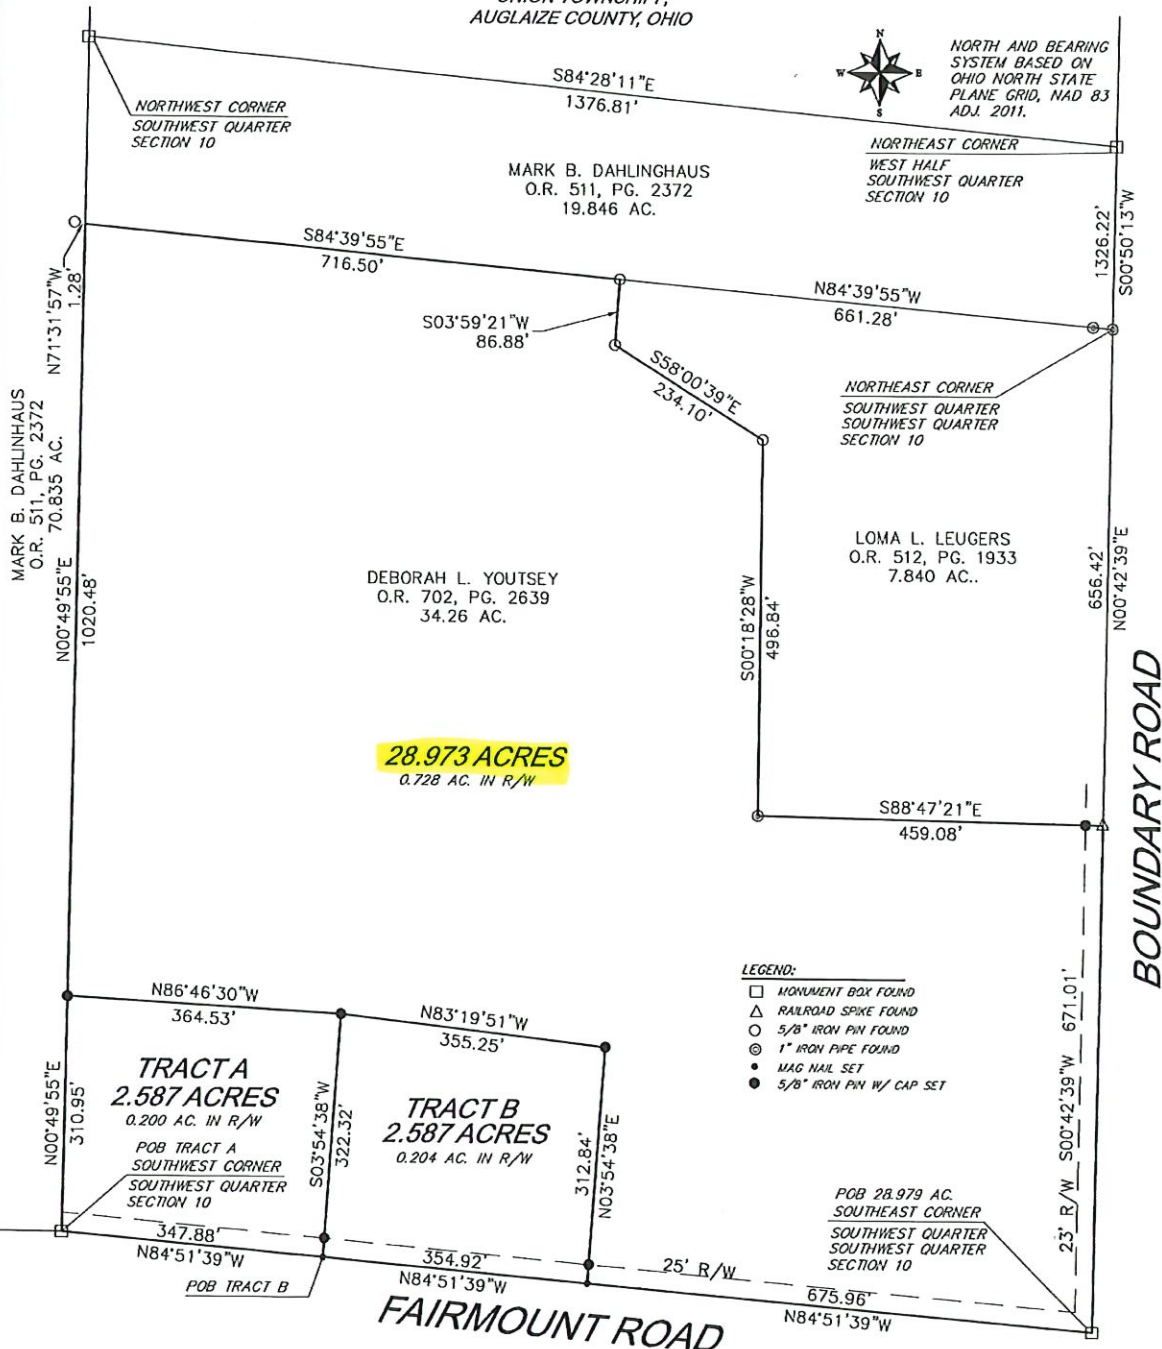 AUGLAIZE COUNTY, OHIO
N
W
E
S
NORTH AND BEARING
SYSTEM BASED ON
OHIO NORTH STATE
PLANE GRID, NAD 83
ADJ. 2011.
S84°28'11"E
1376.81'
NORTHWEST CORNER
SOUTHWEST QUARTER
SECTION 10
NORTHEAST CORNER
WEST HALF
SOUTHWEST QUARTER
SECTION 10
MARK B. DAHLINGHAUS
O.R. 511, PG. 2372
19.846 AC.
1326.22'
S00°50'13"W
S84°39'55"E
716.50'
N71°31'57"W
1.28'
N84°39'55"W
661.28'
S03°59'21"W
86.88'
S58°00'39"E
234.10'
NORTHEAST CORNER
SOUTHWEST QUARTER
SOUTHWEST QUARTER
SECTION 10
MARK B. DAHLINHAUS
O.R. 511, PG. 2372
70.835 AC.
N00°49'55"E
1020.48'
DEBORAH L. YOUTSEY
O.R. 702, PG. 2639
34.26 AC.
LOMA L. LEUGERS
O.R. 512, PG. 1933
7.840 AC..
S00°18'28"W
496.84'
656.42'
N00°42'39"E
28.973 ACRES
0.728 AC. IN R/W
S88°47'21"E
459.08'
BOUNDARY ROAD
N86°46'30"W
364.53'
N83°19'51"W
355.25'
LEGEND:
MONUMENT BOX FOUND
RAILROAD SPIKE FOUND
5/8" IRON PIN FOUND
1" IRON PIPE FOUND
MAG NAIL SET
5/8" IRON PIN W/ CAP SET
TRACT A
2.587 ACRES
0.200 AC. IN R/W
N00°49'55"E
310.95'
POB TRACT A
SOUTHWEST CORNER
SOUTHWEST QUARTER
SECTION 10
S03°54'38"W
322.32'
TRACT B
2.587 ACRES
0.204 AC. IN R/W
312.84'
N03°54'38"E
23' R/W
S00°42'39"W
671.01'
POB 28.979 AC.
SOUTHEAST CORNER
SOUTHWEST QUARTER
SOUTHWEST QUARTER
SECTION 10
347.88'
N84°51'39"W
POB TRACT B
354.92'
N84°51'39"W
25' R/W
675.96'
N84°51'39"W
FAIRMOUNT ROAD